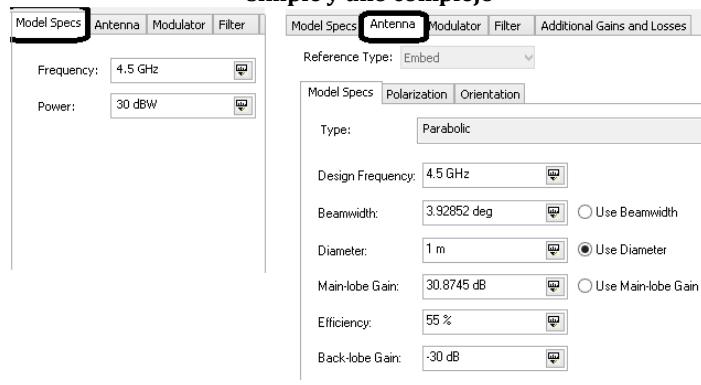 simple y uno complejo
Model Specs Antenna Modulator Filter
Frequency: 4.5 GHz
Power: 30 dBW
Model Specs Antenna Modulator Filter Additional Gains and Losses
Reference Type: Embed
Model Specs Polarization Orientation
Type: Parabolic
Design Frequency: 4.5 GHz
Beamwidth: 3.92852 deg Use Beamwidth
Diameter: 1 m Use Diameter
Main-lobe Gain: 30.8745 dB Use Main-lobe Gain
Efficiency: 55 %
Back-lobe Gain: -30 dB